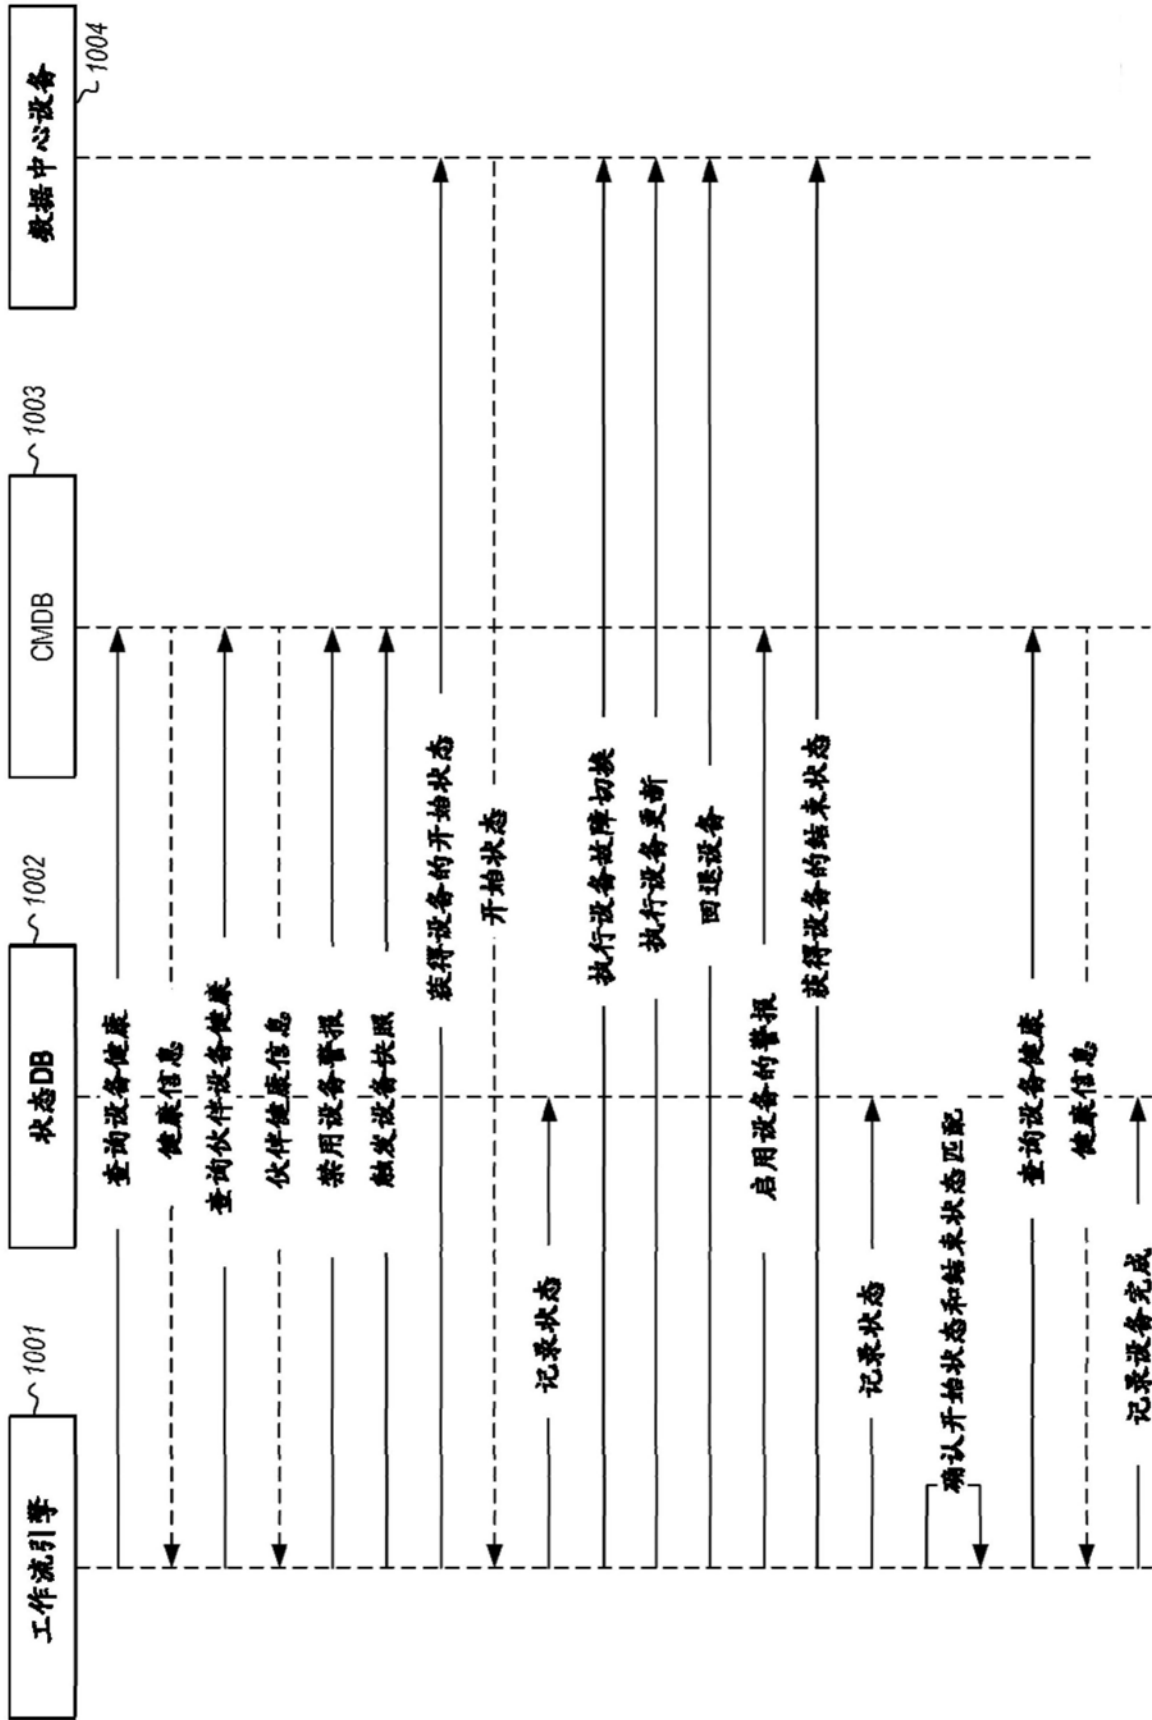 工作流引擎
1001
状态DB
1002
CMDB
1003
数据中心设备
1004
查询设备健康
健康信息
查询伙伴设备健康
伙伴健康信息
禁用设备警报
触发设备快照
获得设备的开始状态
开始状态
记录状态
执行设备故障切换
执行设备更新
回退设备
启用设备的警报
获得设备的结束状态
记录状态
确认开始状态和结束状态匹配
查询设备健康
健康信息
记录设备完成